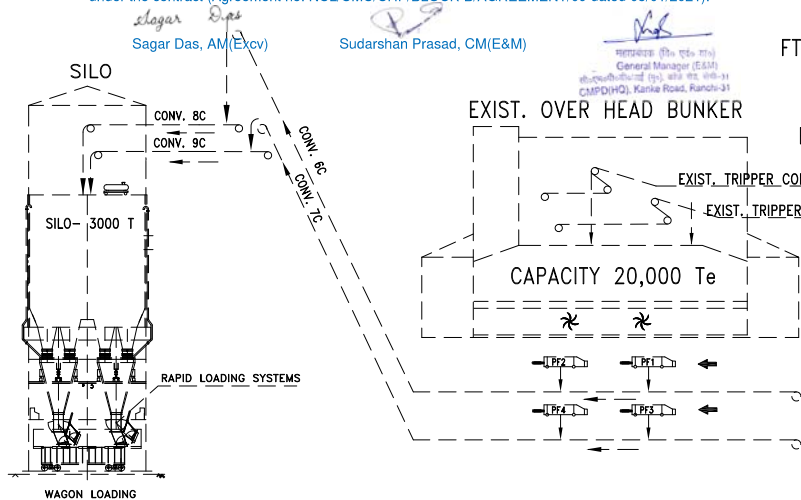 Sagar Das
Sagar Das, AM(Excv)
Sudarshan Prasad, CM(E&M)
General Manager (E&M)
CMPDI(HQ), Kanke Road, Ranchi-31
FT
SILO
EXIST. OVER HEAD BUNKER
CONV. 8C
CONV. 9C
CONV. 6C
CONV. 7C
EXIST. TRIPPER CO
EXIST. TRIPPER
SILO- 3000 T
CAPACITY 20,000 Te
PF2
PF1
RAPID LOADING SYSTEMS
PF4
PF3
WAGON LOADING